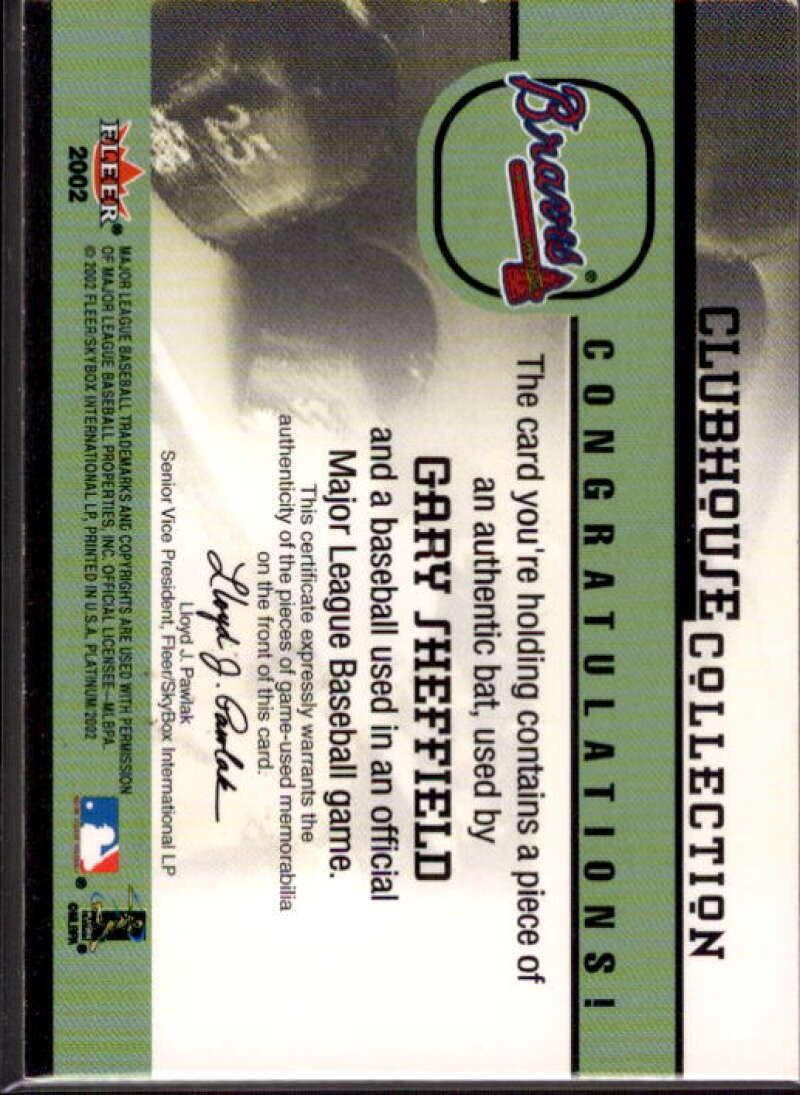 CLUBHOUSE COLLECTION
Braves ®
CONGRATULATIONS!
The card you're holding contains a piece of
an authentic bat, used by
GARY SHEFFIELD
and a baseball used in an official
Major League Baseball game.
This certificate expressly warrants the
authenticity of the pieces of game-used memorabilia
on the front of this card.
Lloyd J. Pawlak
Lloyd J. Pawlak
Senior Vice President, Fleer/SkyBox International LP
25
FLEER®
2002
MAJOR LEAGUE BASEBALL TRADEMARKS AND COPYRIGHTS ARE USED WITH PERMISSION
OF MAJOR LEAGUE BASEBALL PROPERTIES, INC. OFFICIAL LICENSEE—MLBPA.
© 2002 FLEER/SKYBOX INTERNATIONAL LP, PRINTED IN U.S.A. PLATINUM 2002
®
©MLBPA